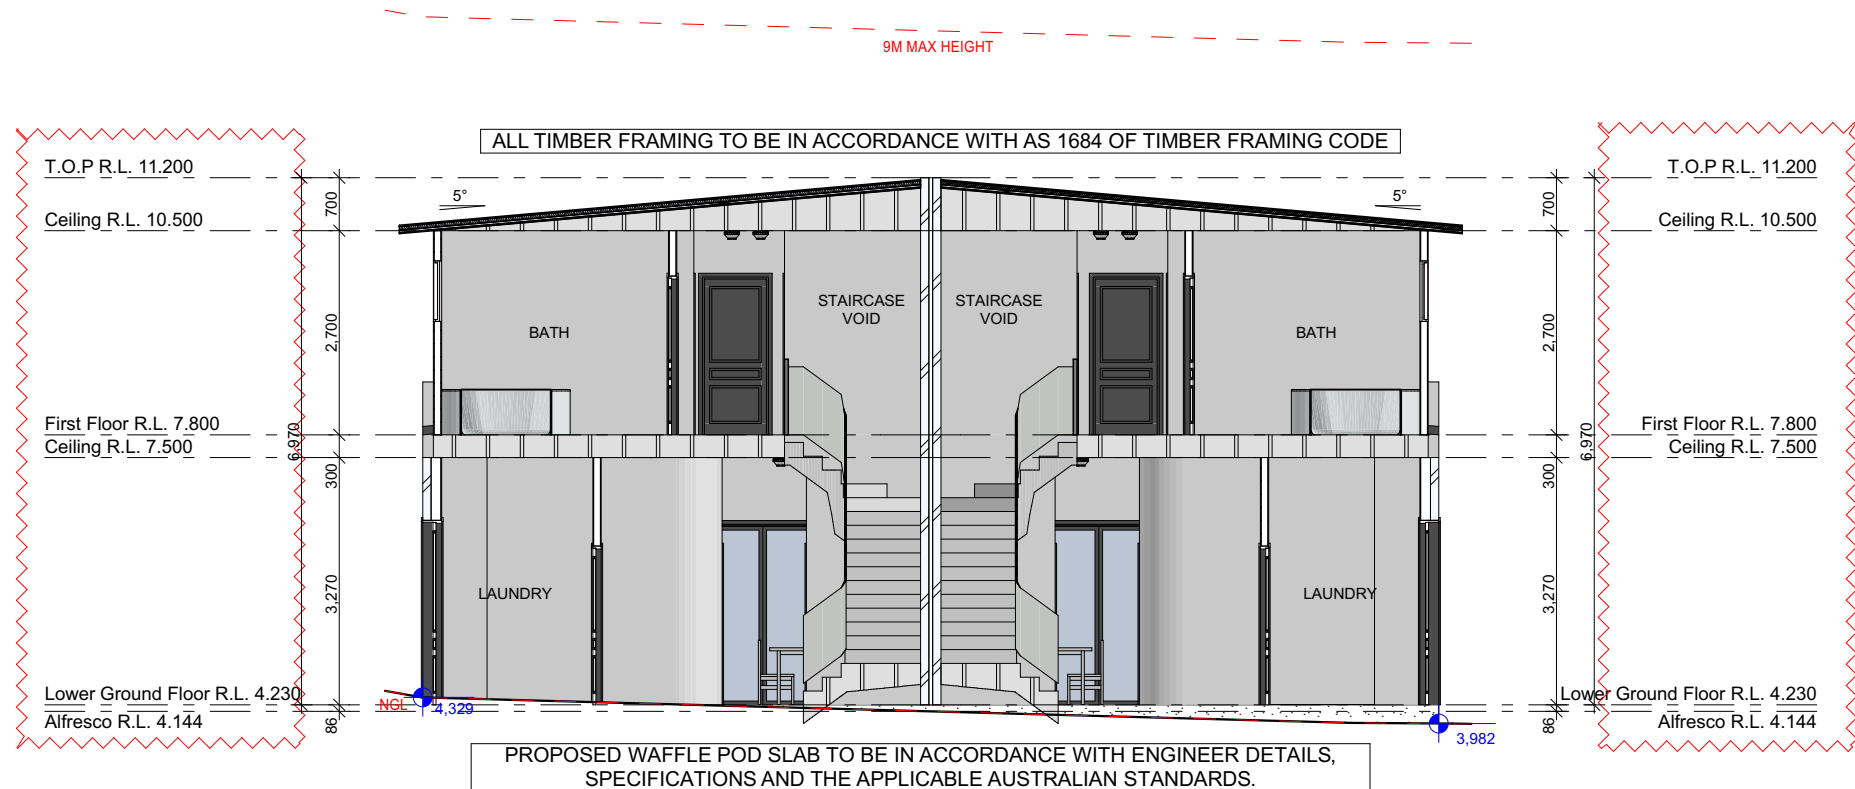 9M MAX HEIGHT
ALL TIMBER FRAMING TO BE IN ACCORDANCE WITH AS 1684 OF TIMBER FRAMING CODE
T.O.P R.L. 11.200
T.O.P R.L. 11.200
5°
5°
700
700
Ceiling R.L. 10.500
Ceiling R.L. 10.500
STAIRCASE
VOID
STAIRCASE
VOID
BATH
BATH
2,700
2,700
First Floor R.L. 7.800
First Floor R.L. 7.800
Ceiling R.L. 7.500
Ceiling R.L. 7.500
6,970
6,970
300
300
LAUNDRY
LAUNDRY
3,270
3,270
Lower Ground Floor R.L. 4.230
Lower Ground Floor R.L. 4.230
NGL
4,329
Alfresco R.L. 4.144
Alfresco R.L. 4.144
86
86
3,982
PROPOSED WAFFLE POD SLAB TO BE IN ACCORDANCE WITH ENGINEER DETAILS,
SPECIFICATIONS AND THE APPLICABLE AUSTRALIAN STANDARDS.